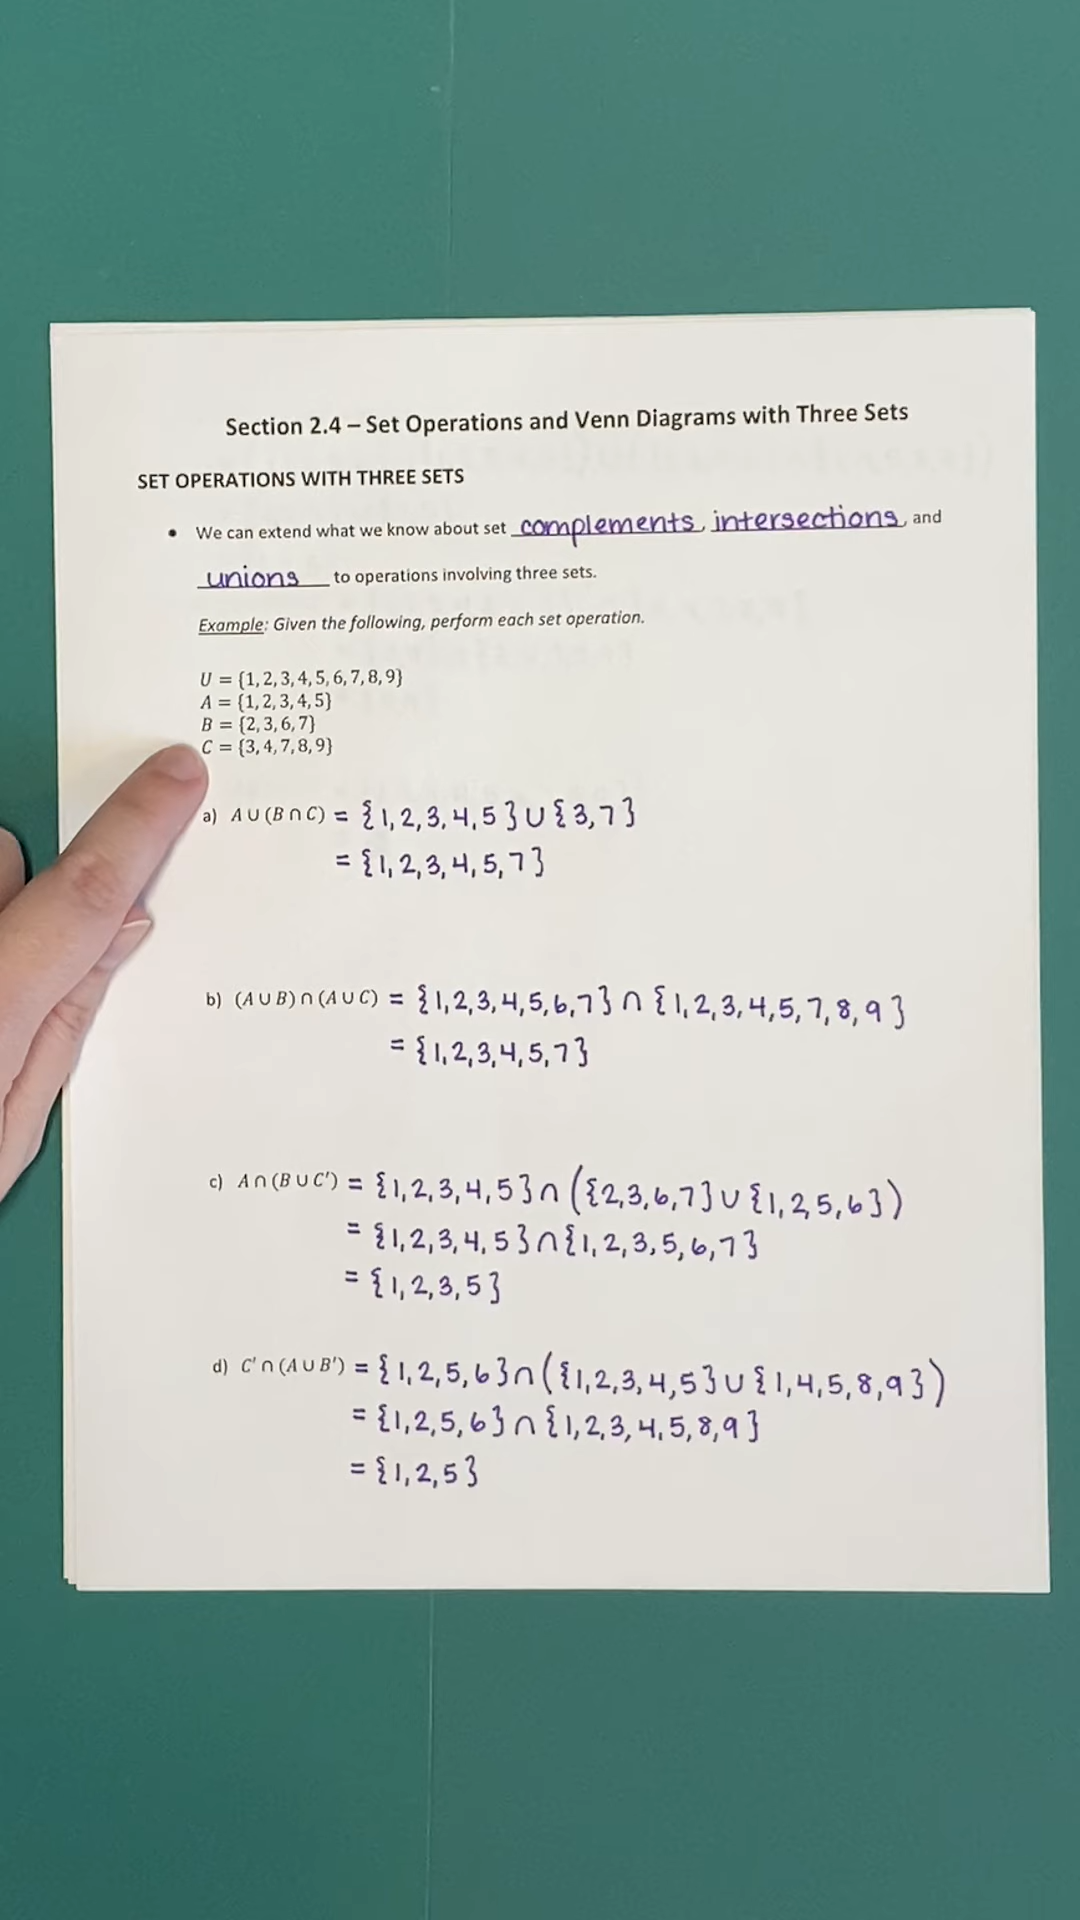 Section 2.4 – Set Operations and Venn Diagrams with Three Sets
SET OPERATIONS WITH THREE SETS
• We can extend what we know about set complements, intersections, and
unions to operations involving three sets.
Example: Given the following, perform each set operation.
U = {1, 2, 3, 4, 5, 6, 7, 8, 9}
A = {1, 2, 3, 4, 5}
B = {2, 3, 6, 7}
C = {3, 4, 7, 8, 9}
a) A ∪ (B ∩ C) = {1, 2, 3, 4, 5} ∪ {3, 7}
= {1, 2, 3, 4, 5, 7}
b) (A ∪ B) ∩ (A ∪ C) = {1, 2, 3, 4, 5, 6, 7} ∩ {1, 2, 3, 4, 5, 7, 8, 9}
= {1, 2, 3, 4, 5, 7}
c) A ∩ (B ∪ C′) = {1, 2, 3, 4, 5} ∩ ({2, 3, 6, 7} ∪ {1, 2, 5, 6})
= {1, 2, 3, 4, 5} ∩ {1, 2, 3, 5, 6, 7}
= {1, 2, 3, 5}
d) C′ ∩ (A ∪ B′) = {1, 2, 5, 6} ∩ ({1, 2, 3, 4, 5} ∪ {1, 4, 5, 8, 9})
= {1, 2, 5, 6} ∩ {1, 2, 3, 4, 5, 8, 9}
= {1, 2, 5}